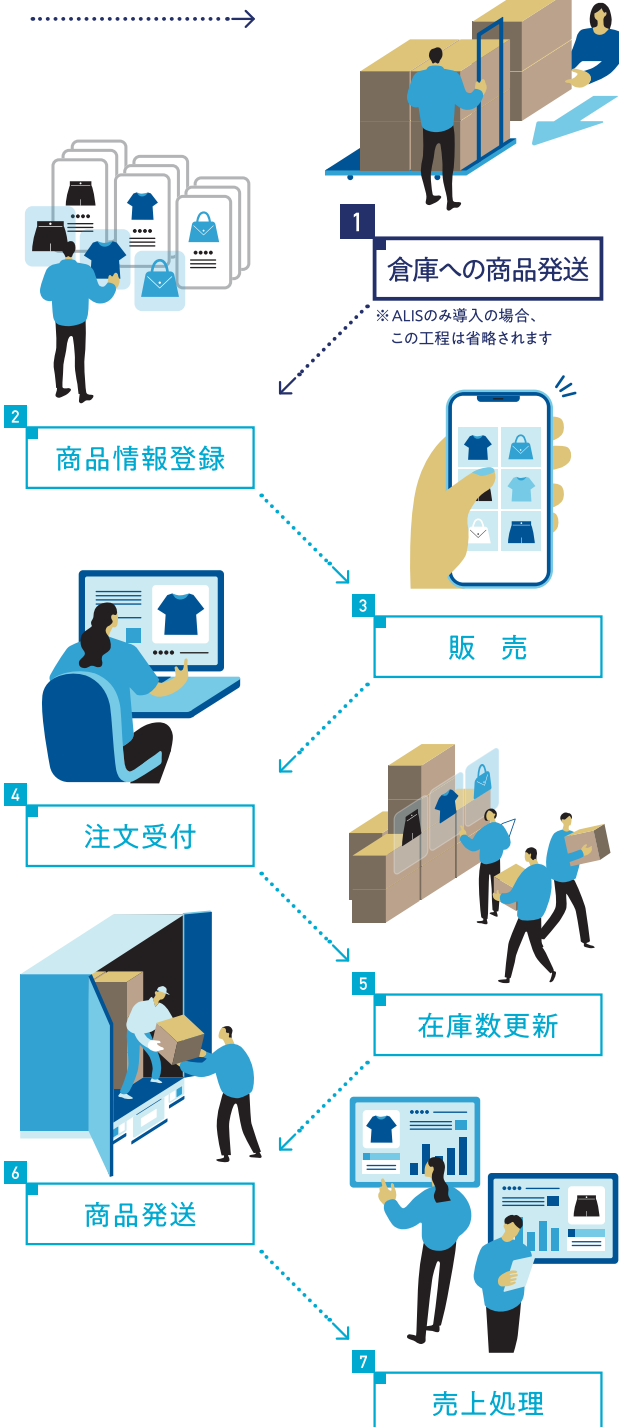 1
倉庫への商品発送
※ALISのみ導入の場合、
この工程は省略されます
2
商品情報登録
3
販　売
4
注文受付
5
在庫数更新
6
商品発送
7
売上処理